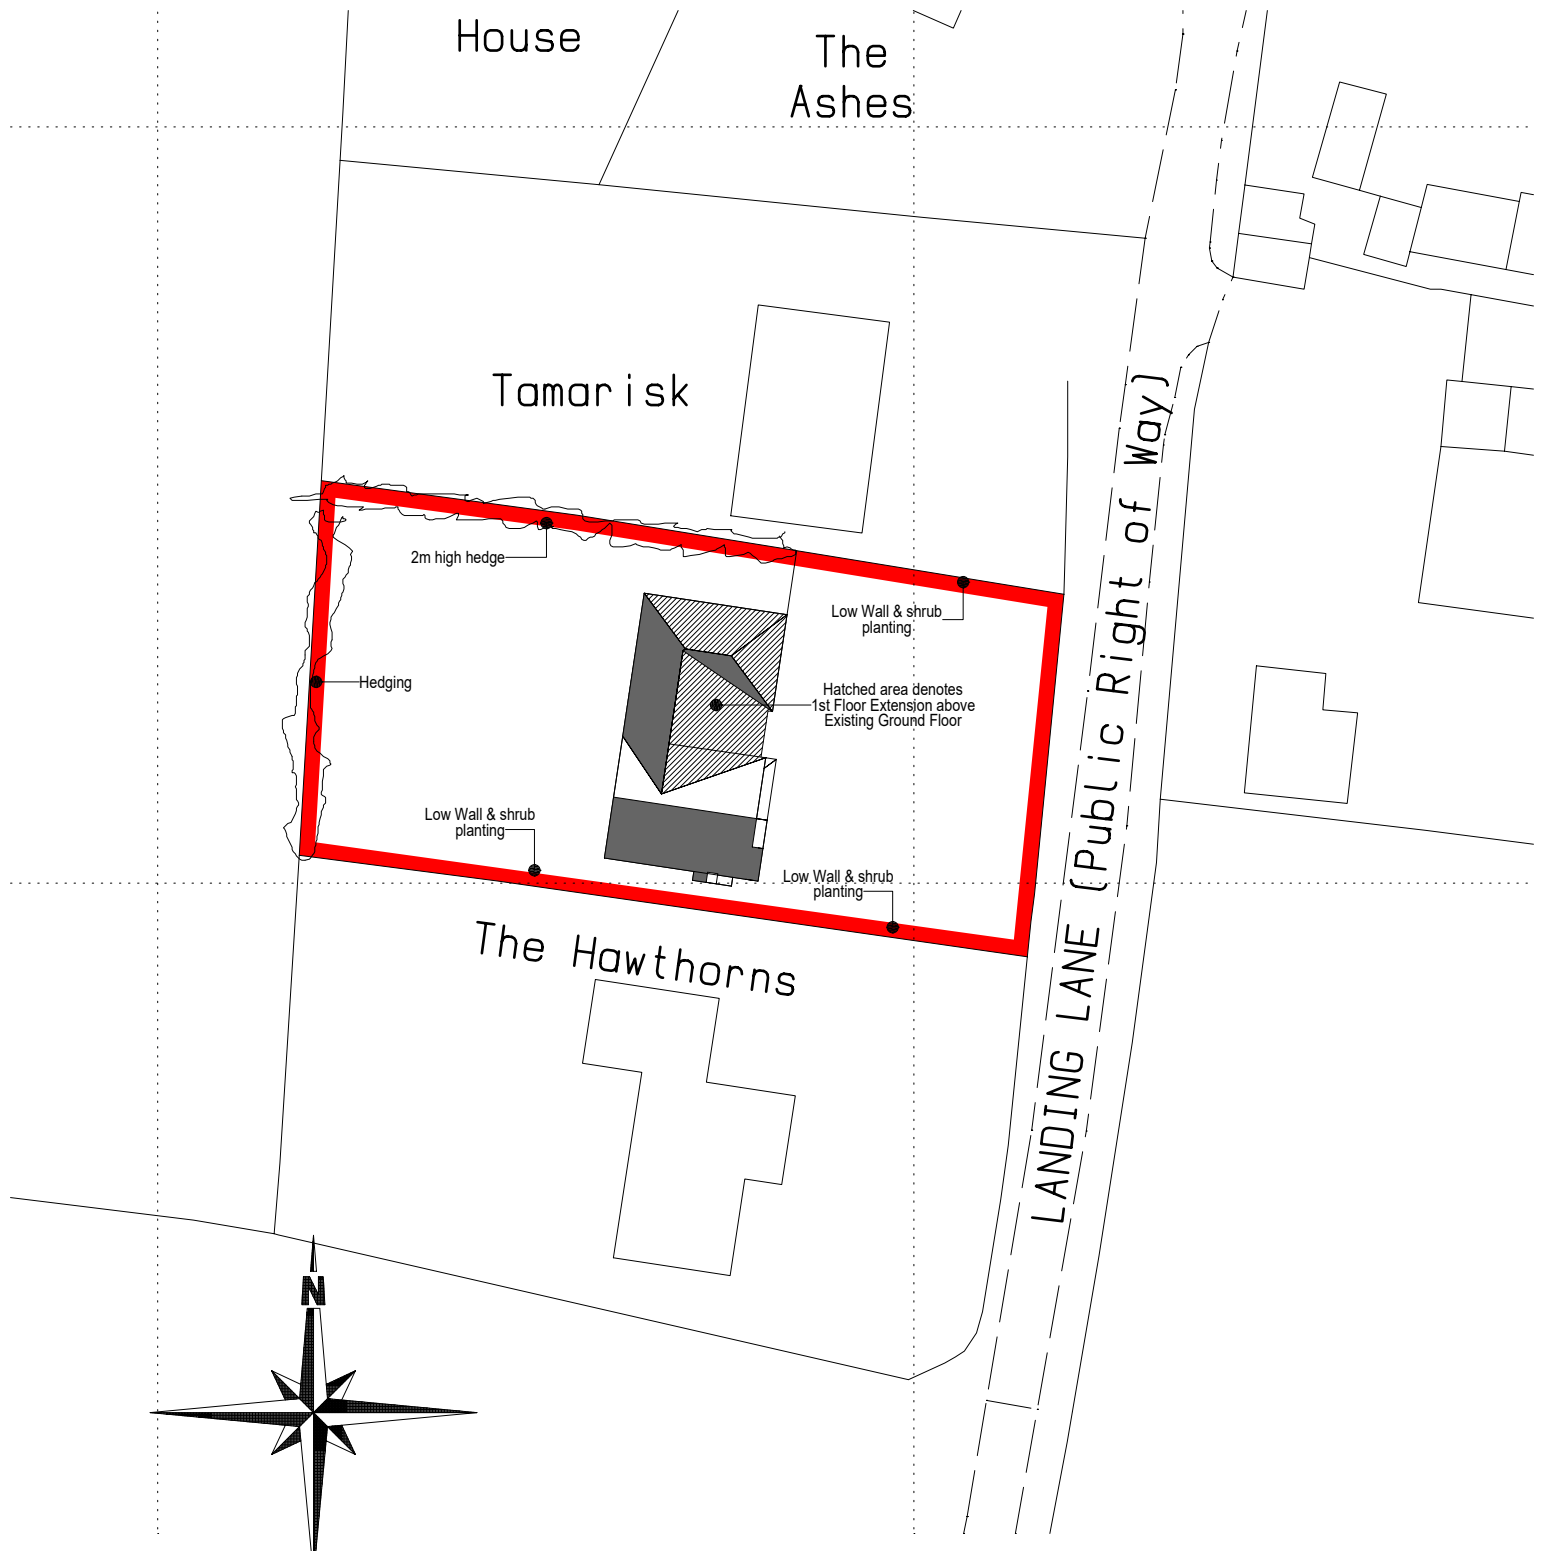 House
The
Ashes
Tamarisk
2m high hedge
Low Wall & shrub
planting
Hedging
Hatched area denotes
1st Floor Extension above
Existing Ground Floor
Low Wall & shrub
planting
Low Wall & shrub
planting
The Hawthorns
LANDING LANE (Public Right of Way)
N